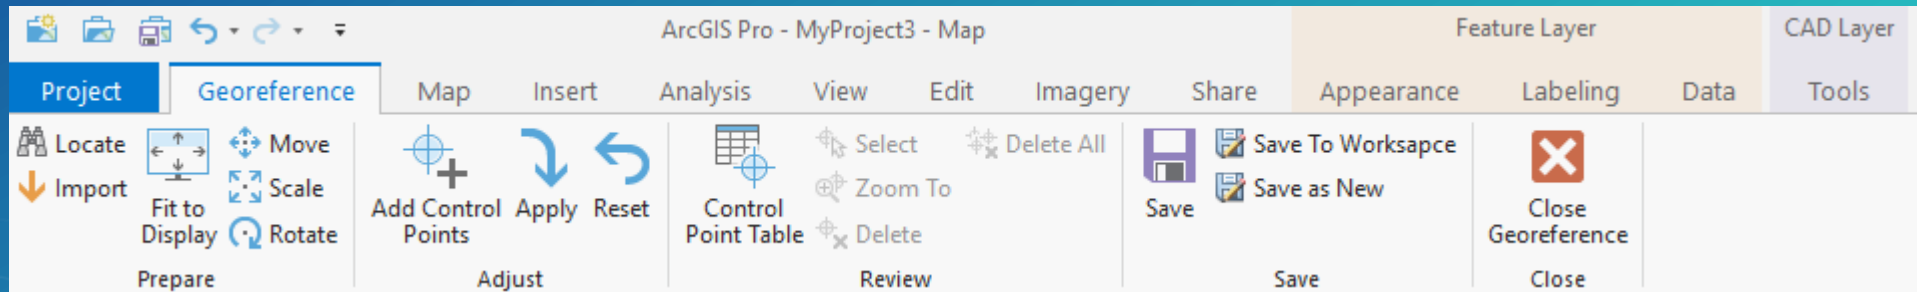 ArcGIS Pro - MyProject3 - Map
Feature Layer
CAD Layer
Project
Georeference
Map
Insert
Analysis
View
Edit
Imagery
Share
Appearance
Labeling
Data
Tools
Locate
Import
Fit to
Display
Move
Scale
Rotate
Prepare
Add Control
Points
Apply
Reset
Adjust
Control
Point Table
Select
Zoom To
Delete
Delete All
Review
Save
Save To Worksapce
Save as New
Save
Close
Georeference
Close